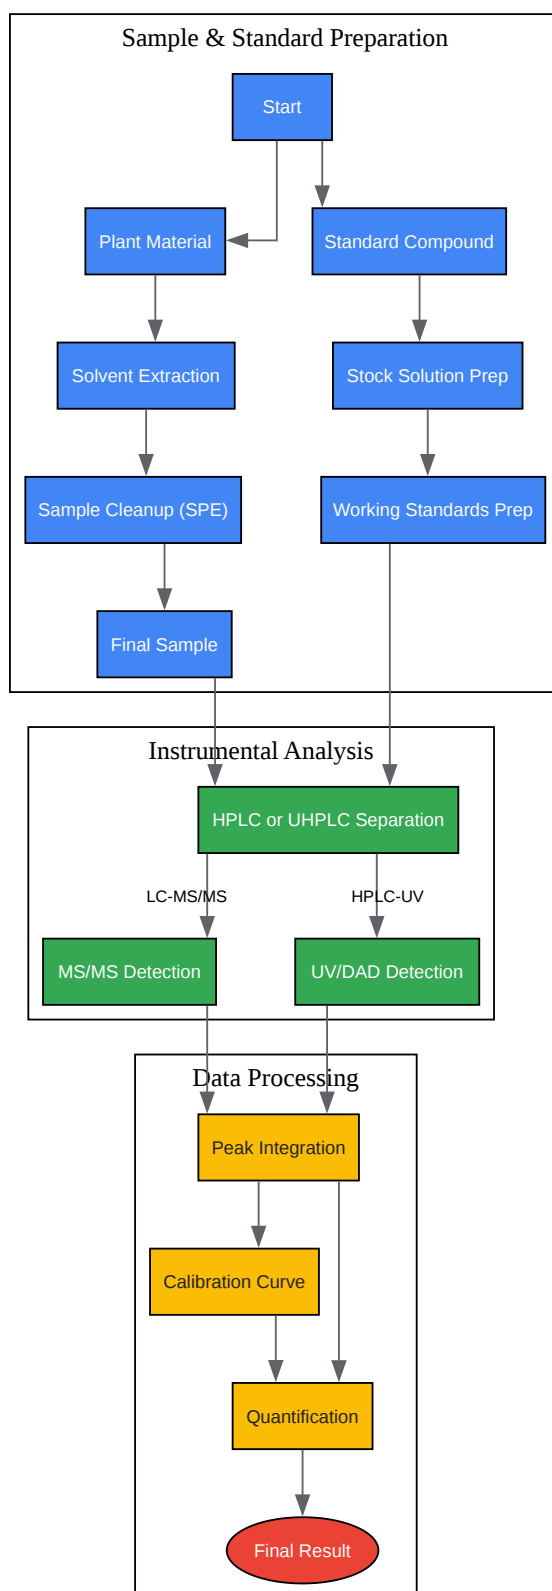 Sample & Standard Preparation
Start
Plant Material
Standard Compound
Solvent Extraction
Stock Solution Prep
Sample Cleanup (SPE)
Working Standards Prep
Final Sample
Instrumental Analysis
HPLC or UHPLC Separation
LC-MS/MS
HPLC-UV
MS/MS Detection
UV/DAD Detection
Data Processing
Peak Integration
Calibration Curve
Quantification
Final Result